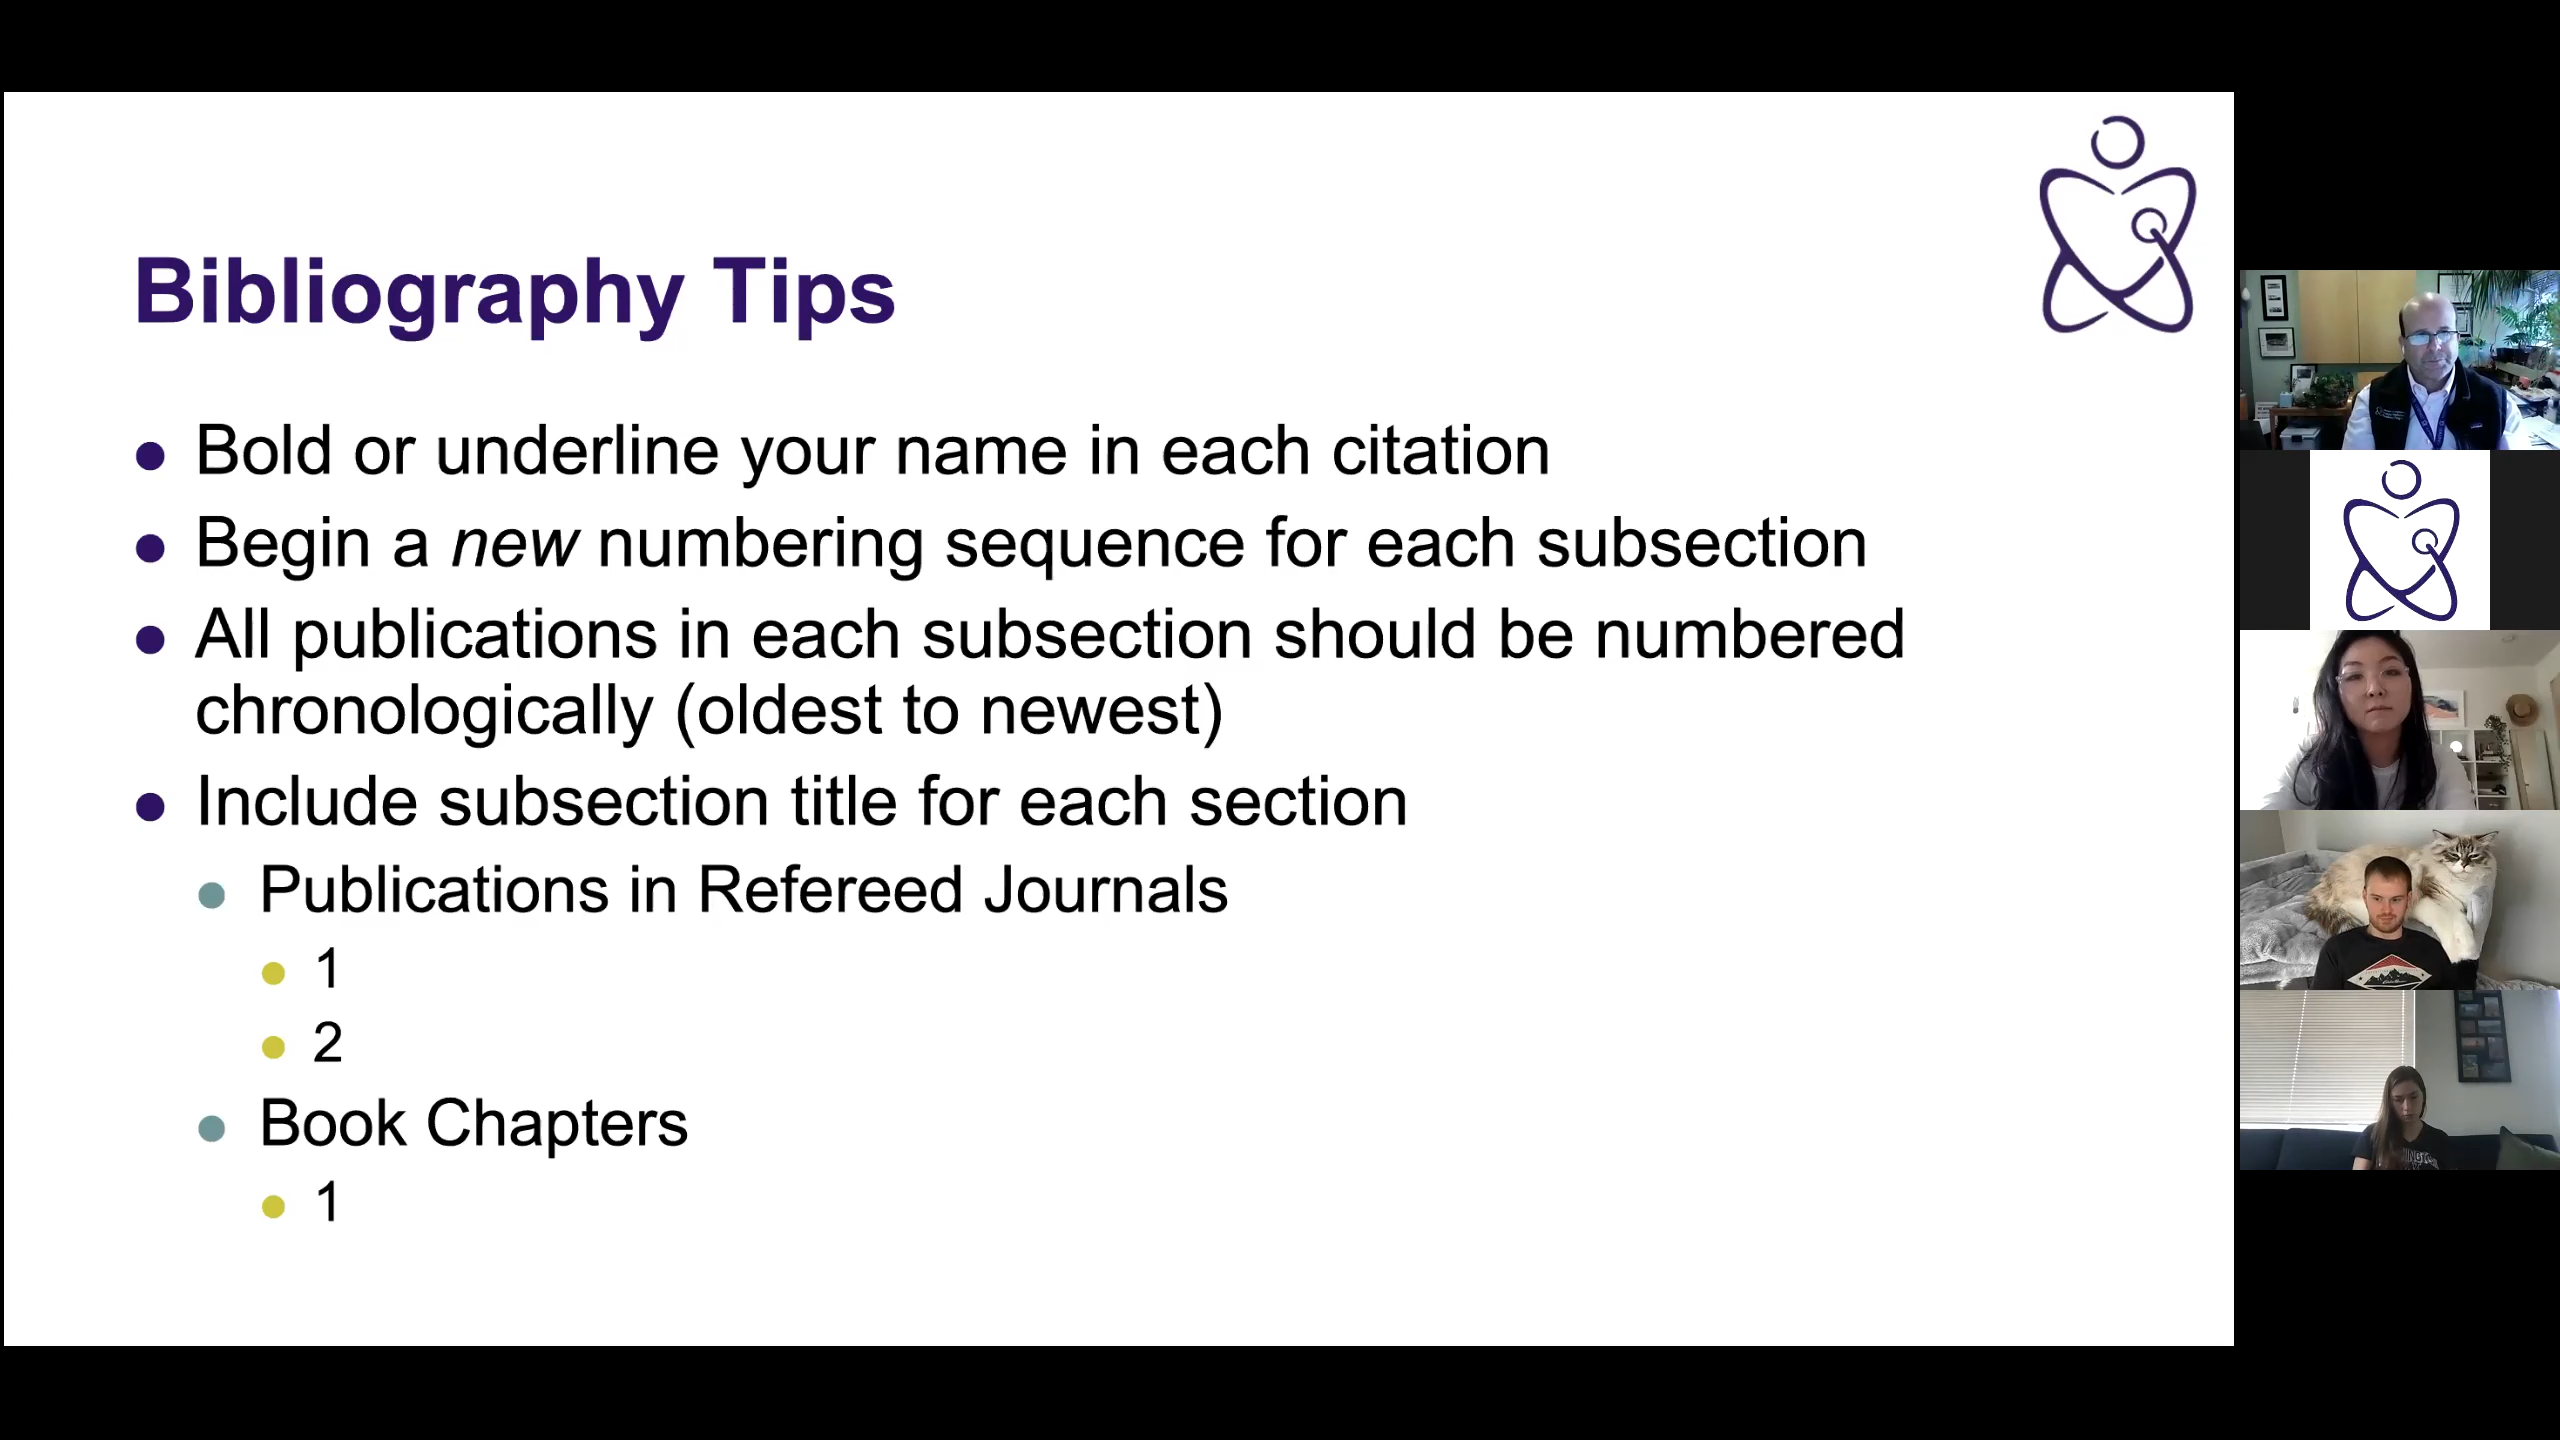 Bibliography Tips
Bold or underline your name in each citation
Begin a new numbering sequence for each subsection
All publications in each subsection should be numbered
chronologically (oldest to newest)
Include subsection title for each section
Publications in Refereed Journals
1
2
Book Chapters
1